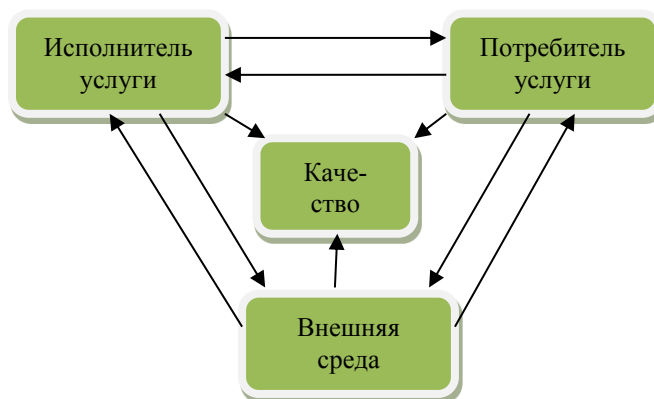 Исполнитель
услуги
Потребитель
услуги
Каче-
ство
Внешняя
среда